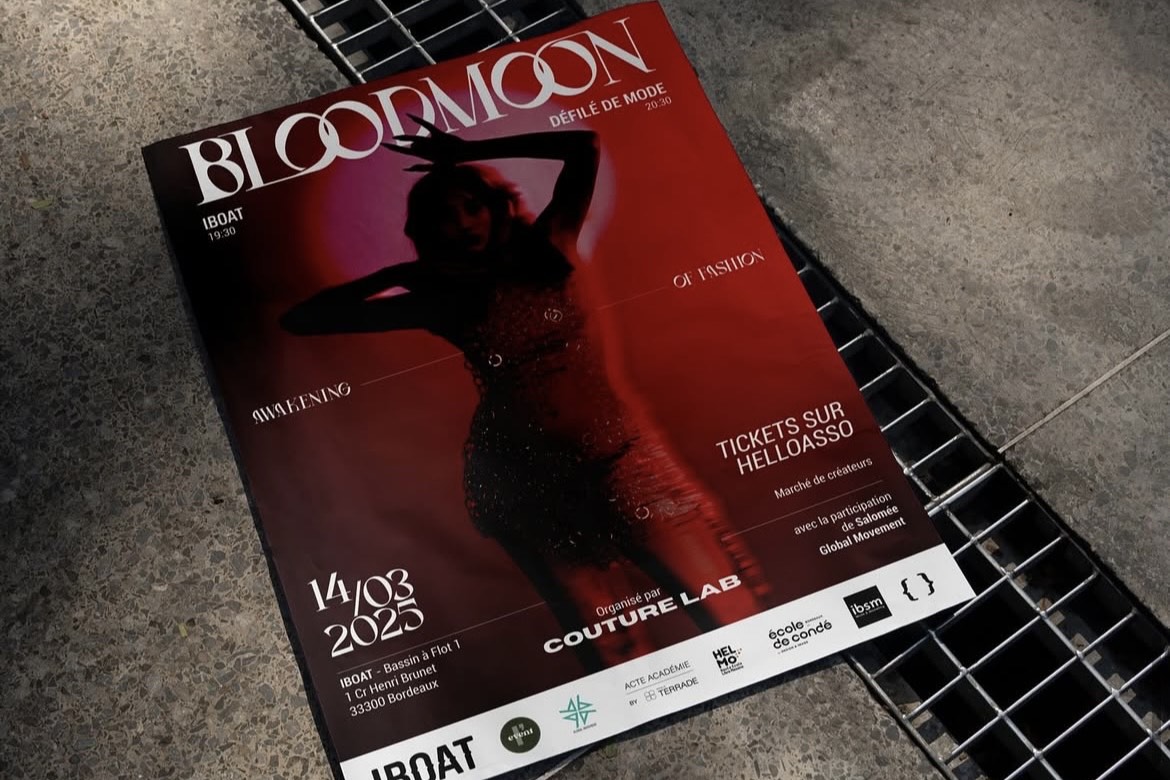 BLOODMOON
DÉFILÉ DE MODE
20:30
IBOAT
19:30
OF FASHION
AWAKENING
TICKETS SUR
HELLOASSO
Marché de créateurs
avec la participation
de Salomée
Global Movement
14/03
2025
IBOAT - Bassin à Flot 1
1 Cr Henri Brunet
33300 Bordeaux
Organisé par
COUTURE LAB
IBOAT
event
ACTE ACADÉMIE
BY TERRADE
HEL
MO
école
de condé
ibsm
{ }